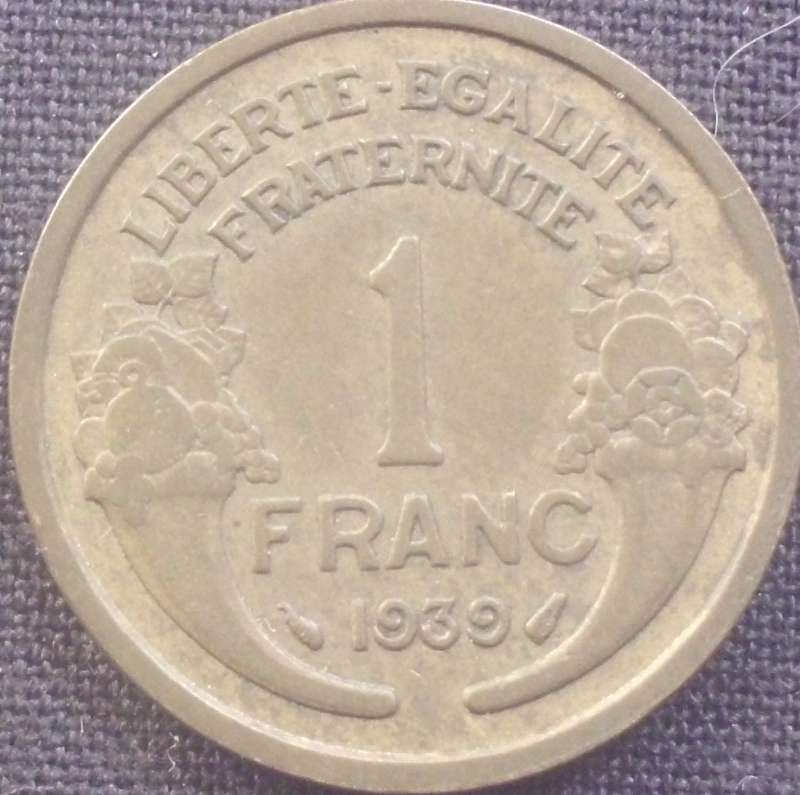 LIBERTE-EGALITE
FRATERNITE
1
FRANC
1939